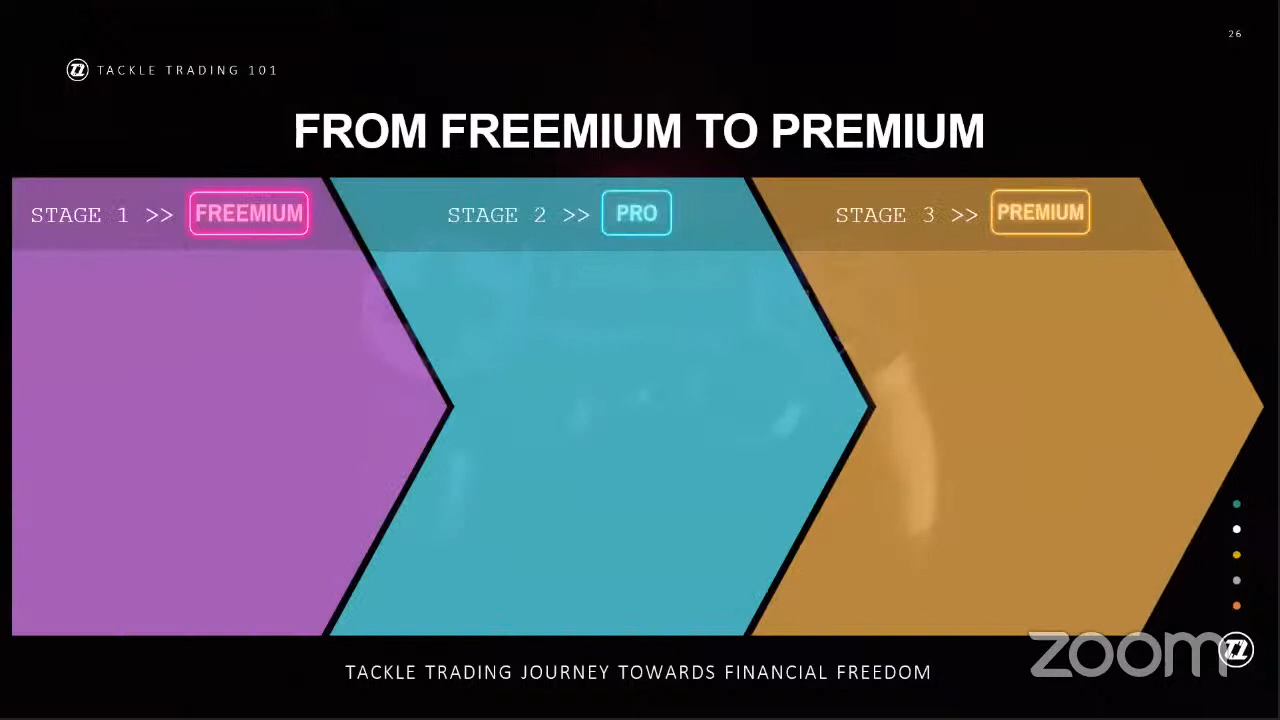 26
TACKLE TRADING 101
FROM FREEMIUM TO PREMIUM
STAGE 1 >> FREEMIUM
STAGE 2 >> PRO
STAGE 3 >> PREMIUM
TACKLE TRADING JOURNEY TOWARDS FINANCIAL FREEDOM
zoom